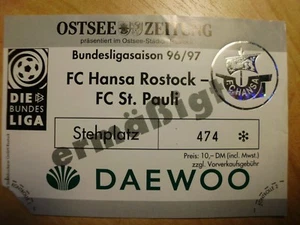 OSTSEE ZEITUNG
präsentiert im Ostsee-Stadion
Bundesligasaison 96/97
FC Hansa Rostock –
FC St. Pauli
F.C. HANSA
DIE BUNDES
LIGA
ermäßigt
Stehplatz 474 ✻
Preis: 10,– DM (incl. Mwst.)
zzgl. Vorverkaufsgebühr
DAEWOO